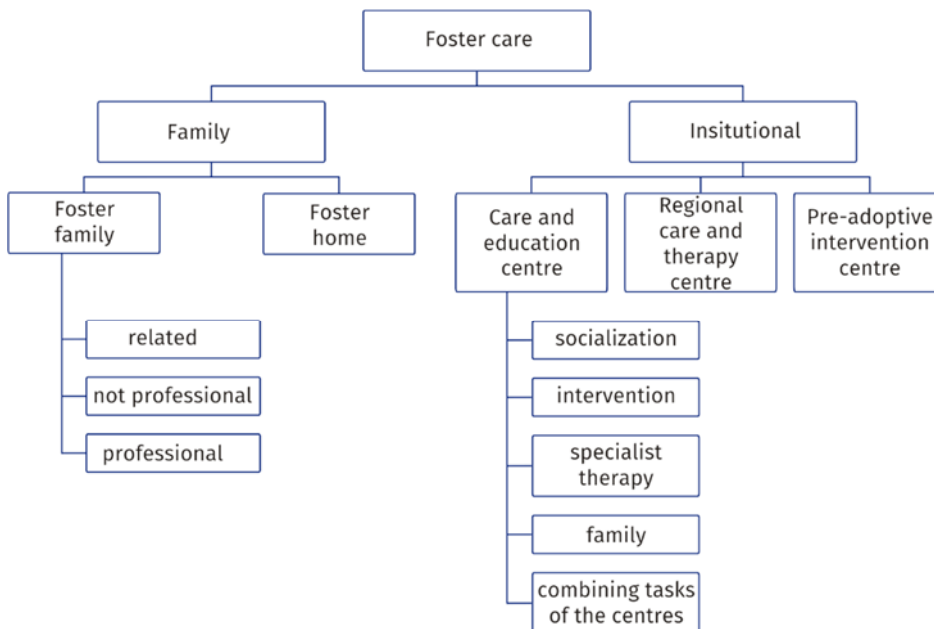 Foster care
Family
Insitutional
Foster
family
Foster
home
Care and
education
centre
Regional
care and
therapy
centre
Pre-adoptive
intervention
centre
related
not professional
professional
socialization
intervention
specialist
therapy
family
combining tasks
of the centres